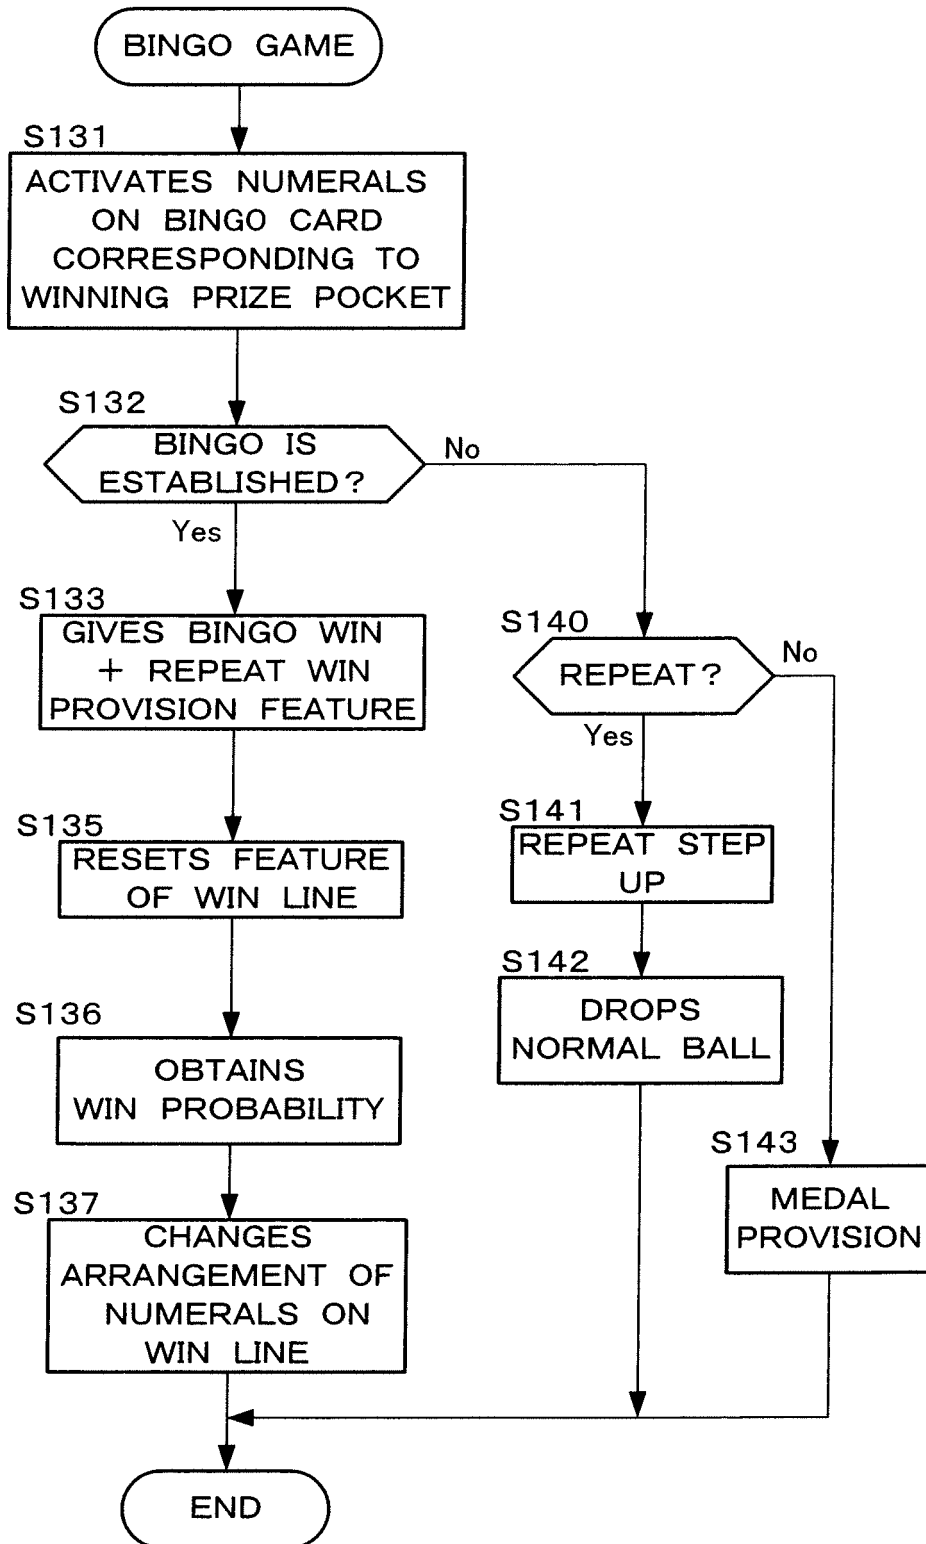 BINGO GAME
S131
ACTIVATES NUMERALS
ON BINGO CARD
CORRESPONDING TO
WINNING PRIZE POCKET
S132
BINGO IS
ESTABLISHED?
No
Yes
S133
GIVES BINGO WIN
+ REPEAT WIN
PROVISION FEATURE
S140
REPEAT?
No
Yes
S135
RESETS FEATURE
OF WIN LINE
S141
REPEAT STEP
UP
S136
OBTAINS
WIN PROBABILITY
S142
DROPS
NORMAL BALL
S137
CHANGES
ARRANGEMENT OF
NUMERALS ON
WIN LINE
S143
MEDAL
PROVISION
END